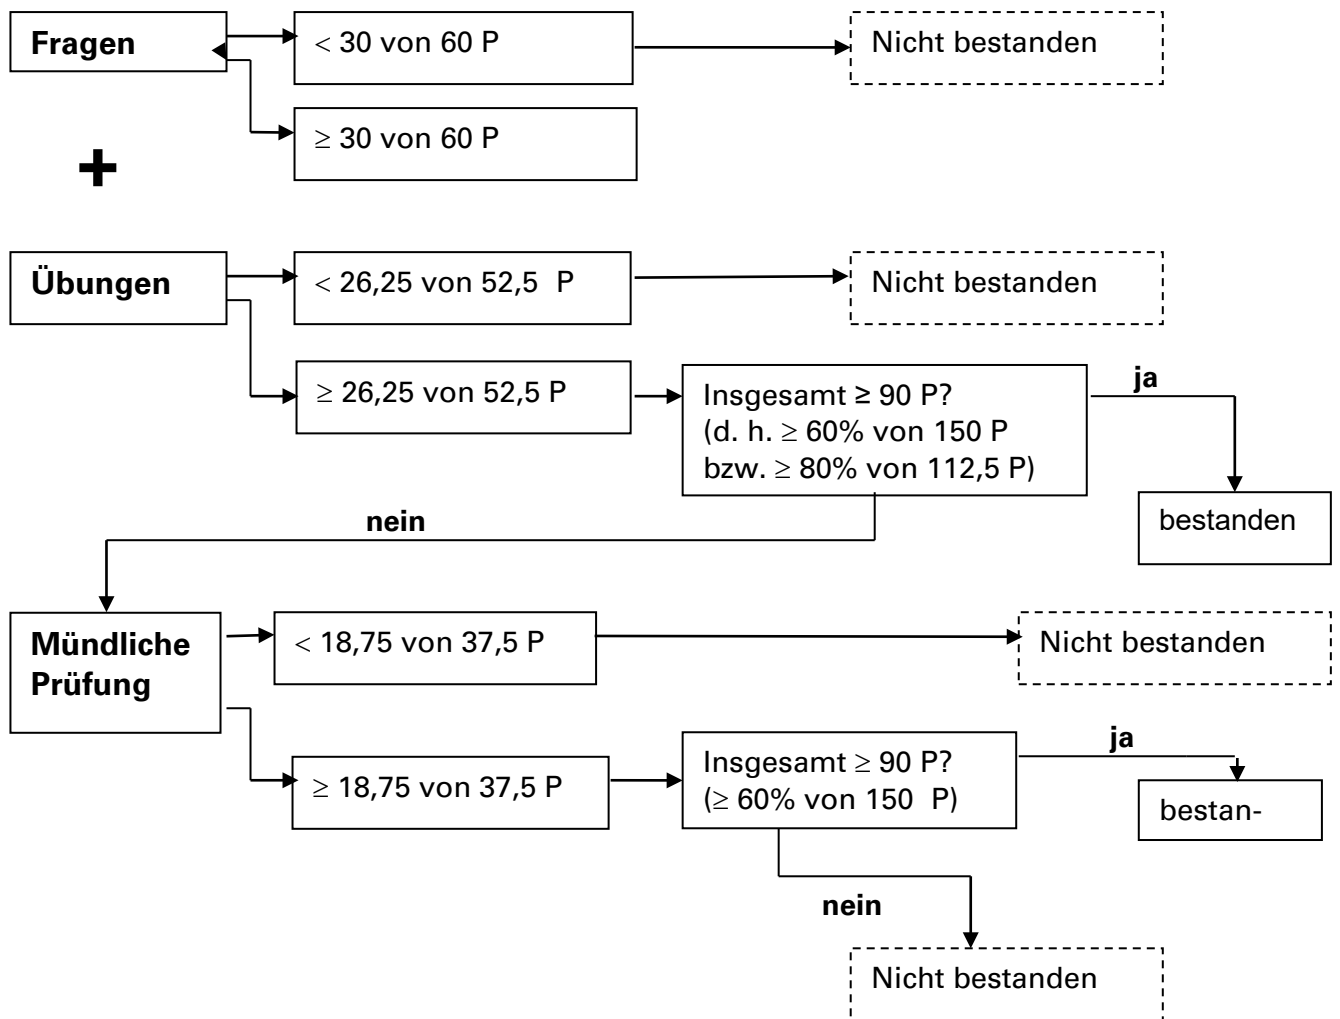 Fragen
< 30 von 60 P
Nicht bestanden
≥ 30 von 60 P
+
Übungen
< 26,25 von 52,5 P
Nicht bestanden
≥ 26,25 von 52,5 P
Insgesamt ≥ 90 P?
(d. h. ≥ 60% von 150 P
bzw. ≥ 80% von 112,5 P)
ja
bestanden
nein
Mündliche
Prüfung
< 18,75 von 37,5 P
Nicht bestanden
≥ 18,75 von 37,5 P
Insgesamt ≥ 90 P?
(≥ 60% von 150 P)
ja
bestan-
nein
Nicht bestanden